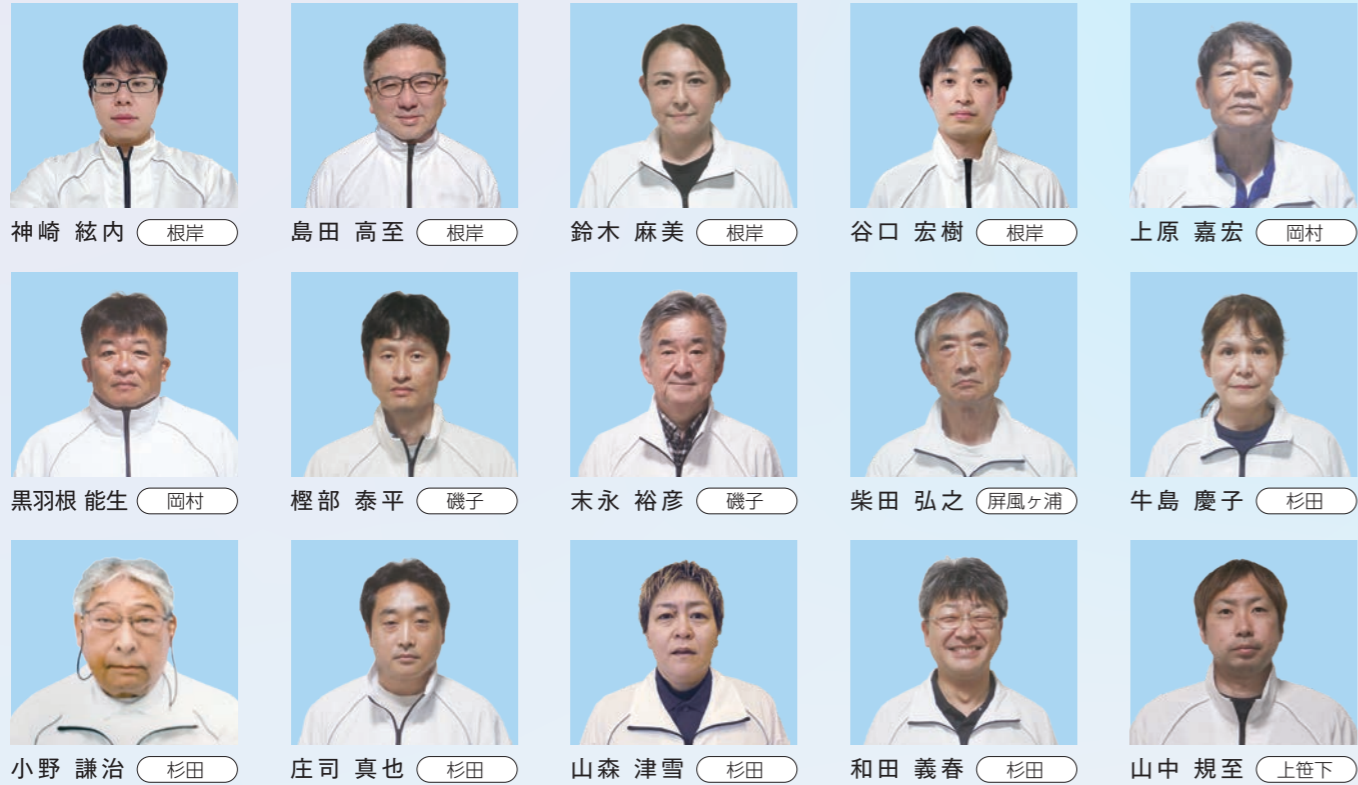 神崎 絃内 根岸
島田 高至 根岸
鈴木 麻美 根岸
谷口 宏樹 根岸
上原 嘉宏 岡村
黒羽根 能生 岡村
樫部 泰平 磯子
末永 裕彦 磯子
柴田 弘之 屏風ヶ浦
牛島 慶子 杉田
小野 謙治 杉田
庄司 真也 杉田
山森 津雪 杉田
和田 義春 杉田
山中 規至 上笹下